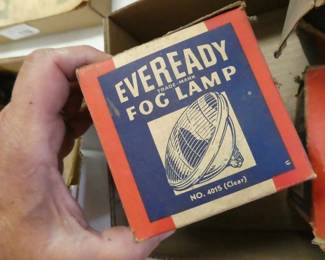 EVEREADY
TRADE-MARK
FOG LAMP
NO. 4015 (Clear)